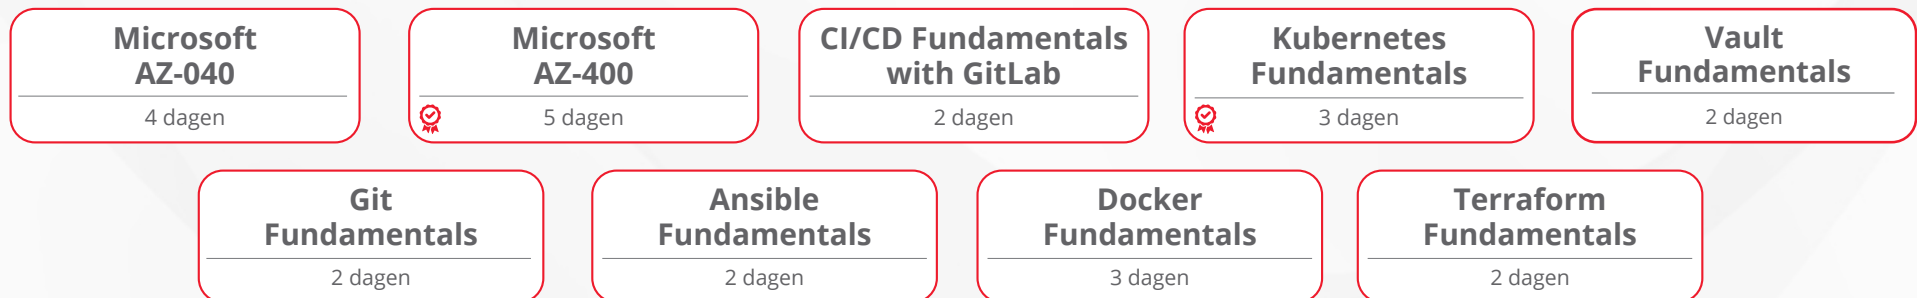 Microsoft
AZ-040
4 dagen
Microsoft
AZ-400
5 dagen
CI/CD Fundamentals
with GitLab
2 dagen
Kubernetes
Fundamentals
3 dagen
Vault
Fundamentals
2 dagen
Git
Fundamentals
2 dagen
Ansible
Fundamentals
2 dagen
Docker
Fundamentals
3 dagen
Terraform
Fundamentals
2 dagen